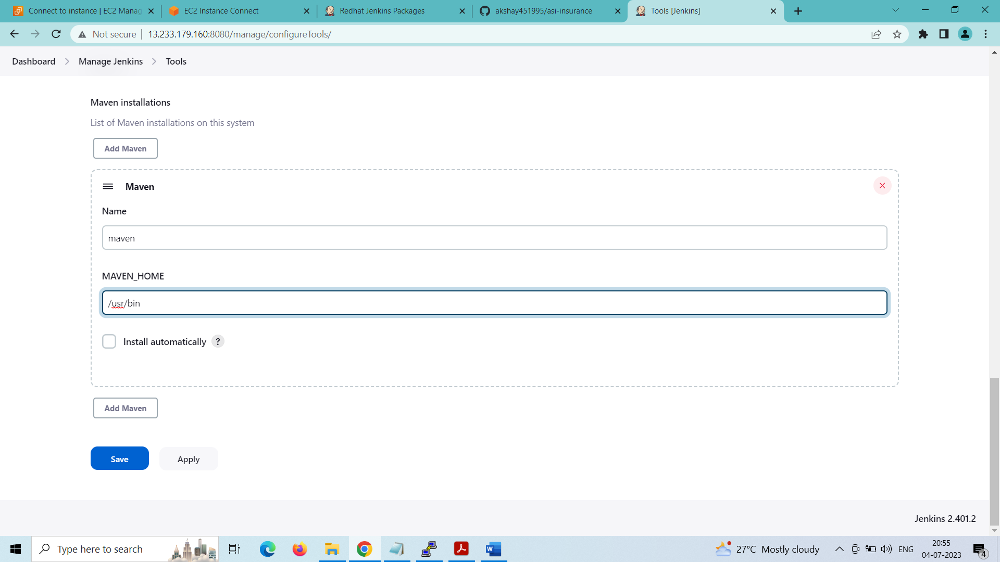 Connect to instance | EC2 Manag
EC2 Instance Connect
Redhat Jenkins Packages
akshay451995/asi-insurance
Tools [Jenkins]
Not secure
13.233.179.160:8080/manage/configureTools/
Dashboard
Manage Jenkins
Tools
Maven installations
List of Maven installations on this system
Add Maven
Maven
Name
maven
MAVEN_HOME
/usr/bin
Install automatically ?
Add Maven
Save
Apply
Jenkins 2.401.2
Type here to search
27°C Mostly cloudy
ENG
20:55
04-07-2023
4